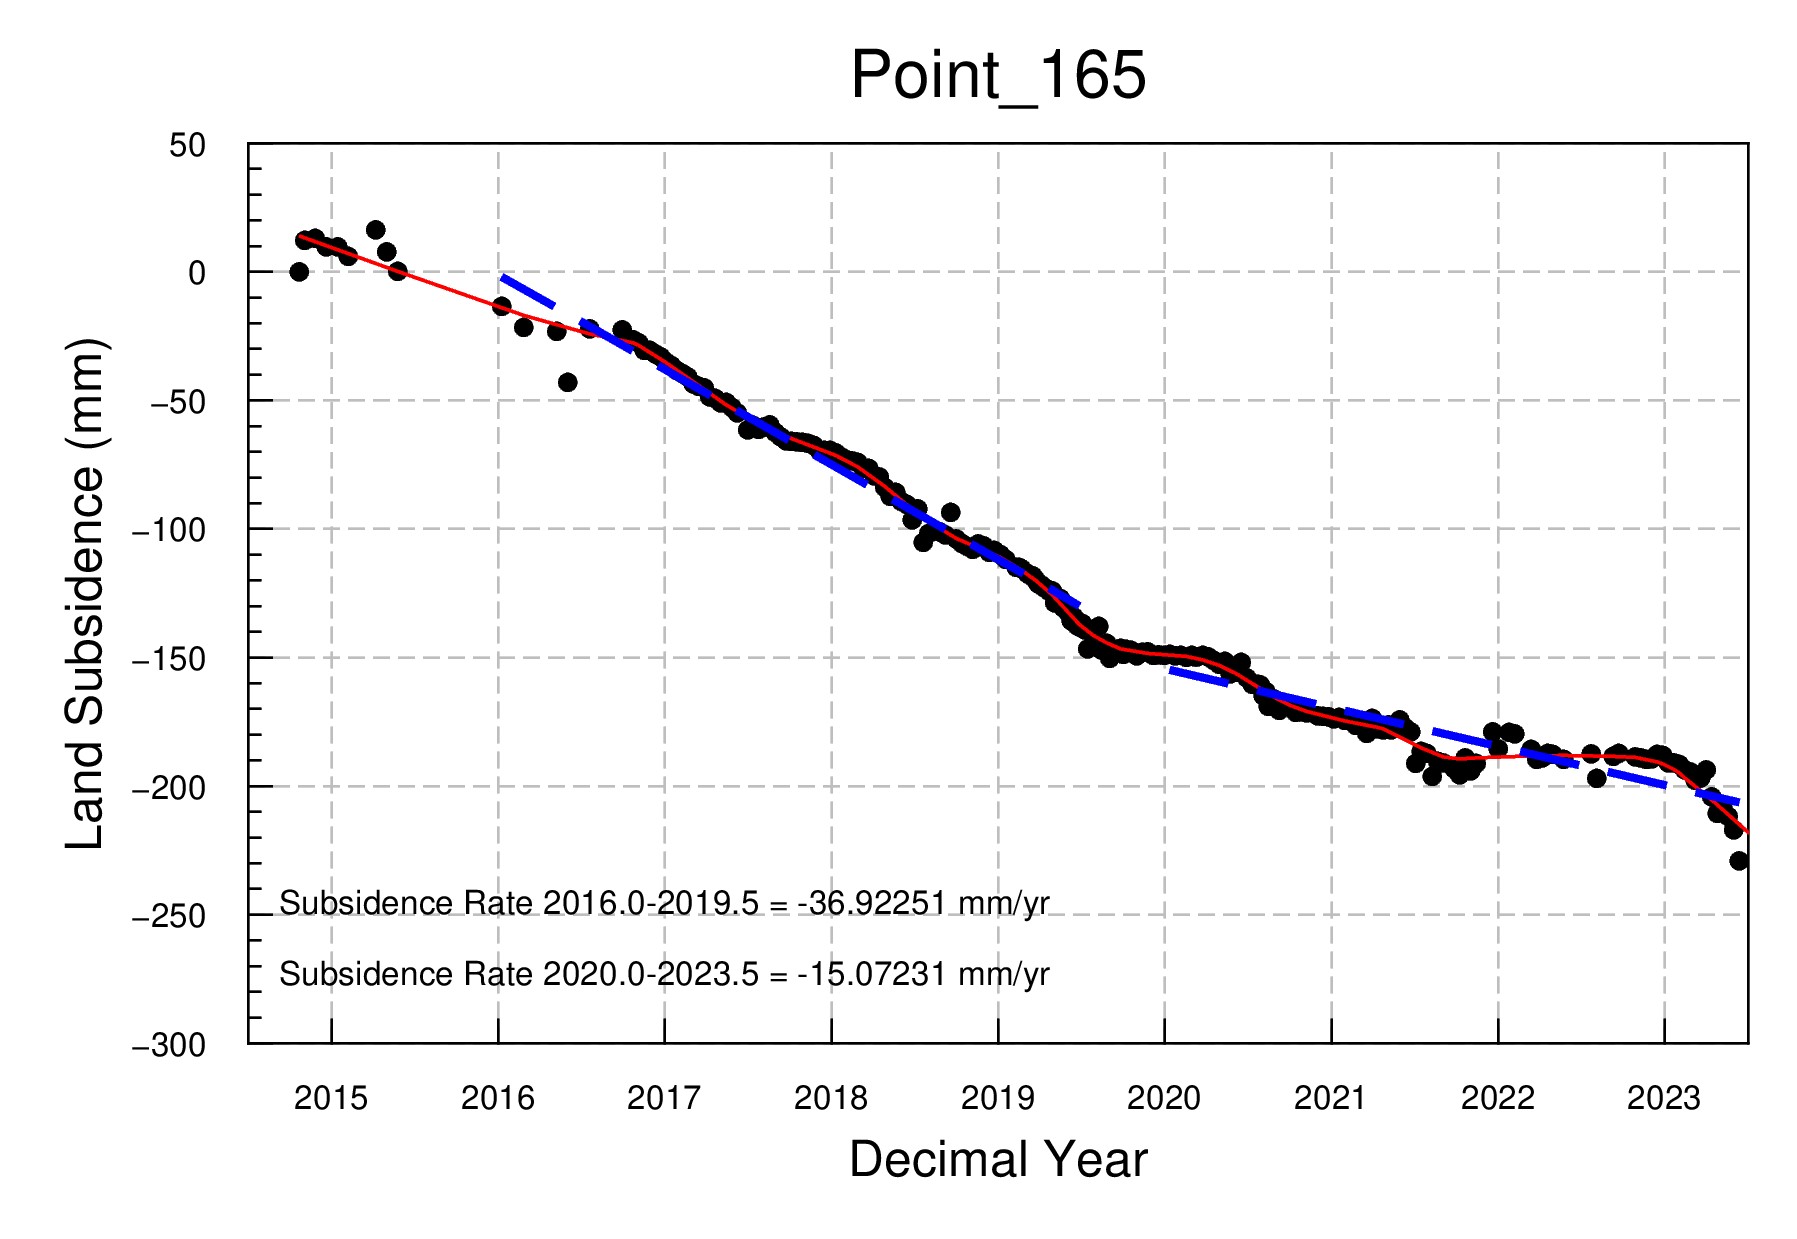 Point_165
50
0
−50
−100
−150
−200
−250
−300
Land Subsidence (mm)
Subsidence Rate 2016.0-2019.5 = -36.92251 mm/yr
Subsidence Rate 2020.0-2023.5 = -15.07231 mm/yr
2015 2016 2017 2018 2019 2020 2021 2022 2023
Decimal Year